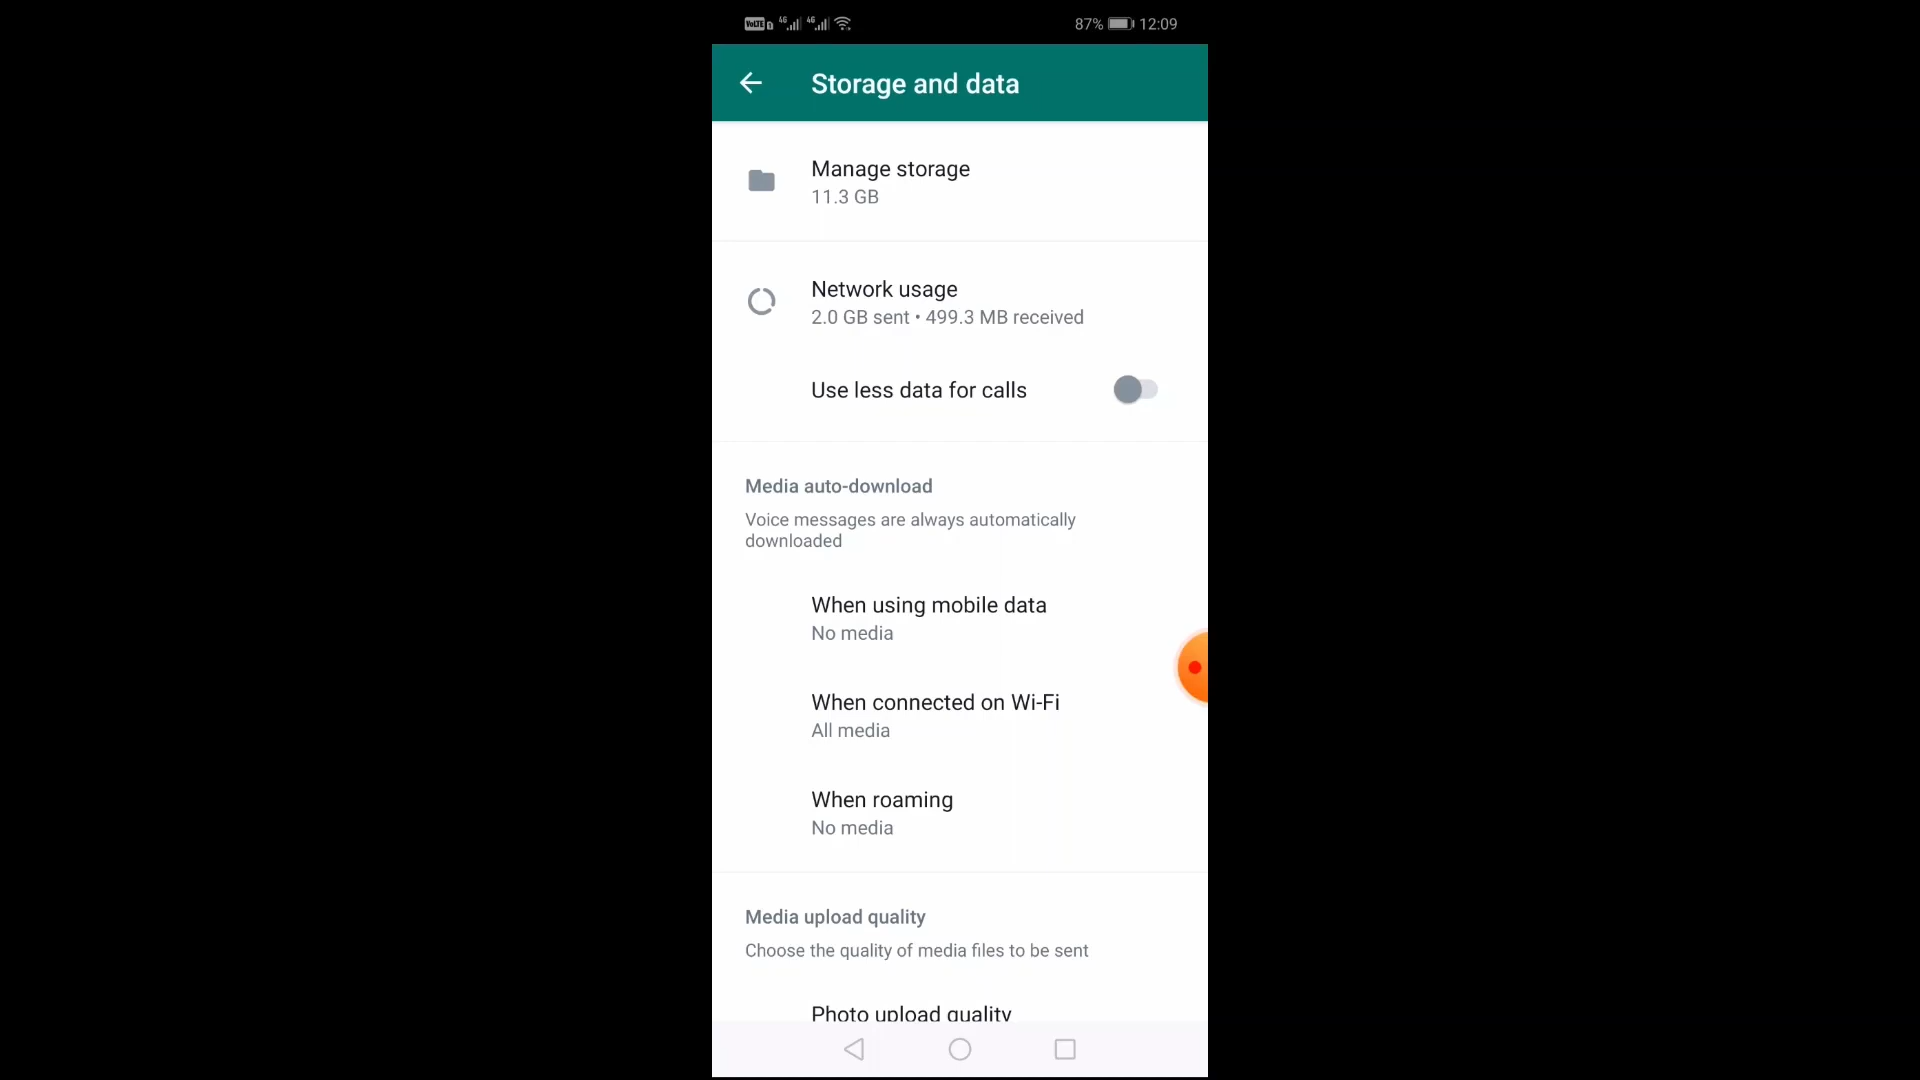 VoLTE 4G 4G 87% 12:09
Storage and data
Manage storage
11.3 GB
Network usage
2.0 GB sent • 499.3 MB received
Use less data for calls
Media auto-download
Voice messages are always automatically
downloaded
When using mobile data
No media
When connected on Wi-Fi
All media
When roaming
No media
Media upload quality
Choose the quality of media files to be sent
Photo upload quality